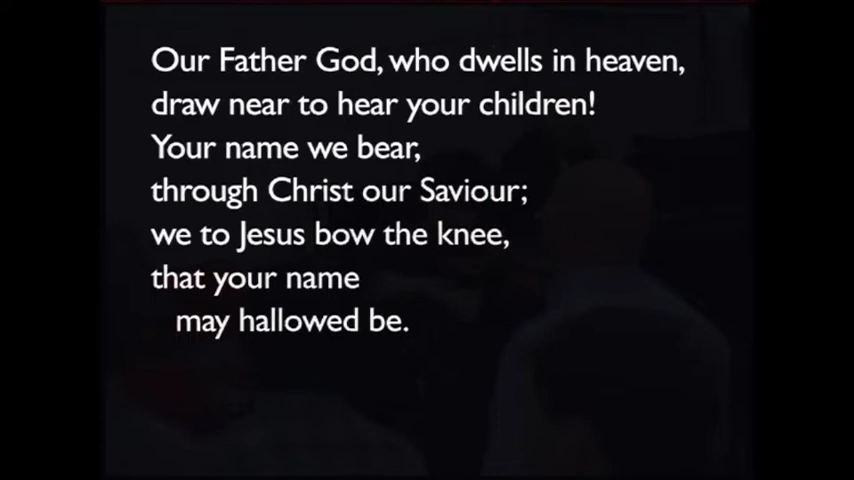 Our Father God, who dwells in heaven,
draw near to hear your children!
Your name we bear,
through Christ our Saviour;
we to Jesus bow the knee,
that your name
may hallowed be.